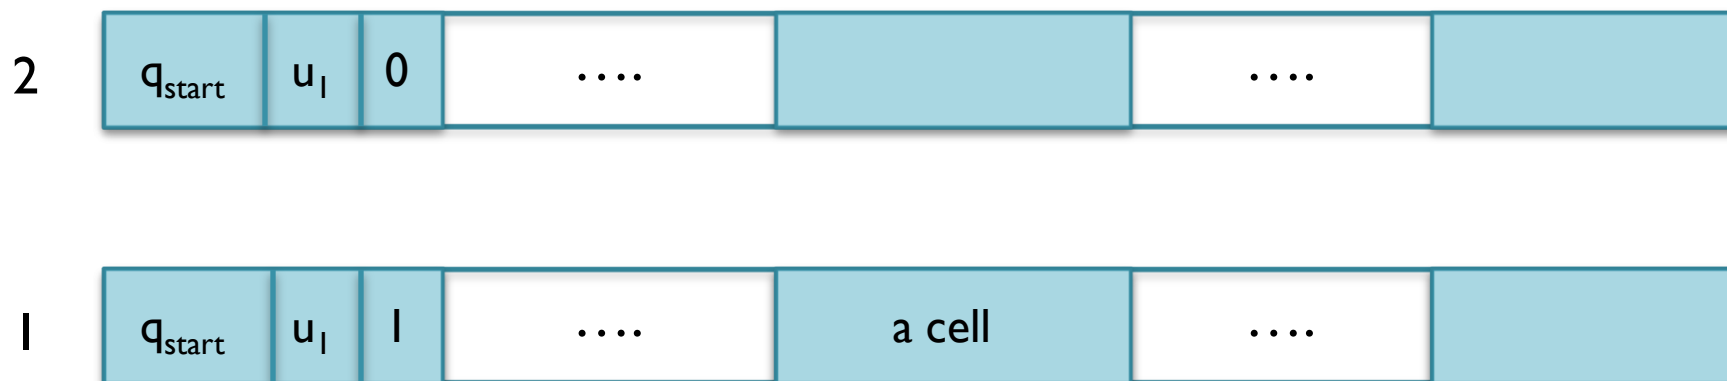 2 q_start u_1 0 .... ....
1 q_start u_1 1 .... a cell ....